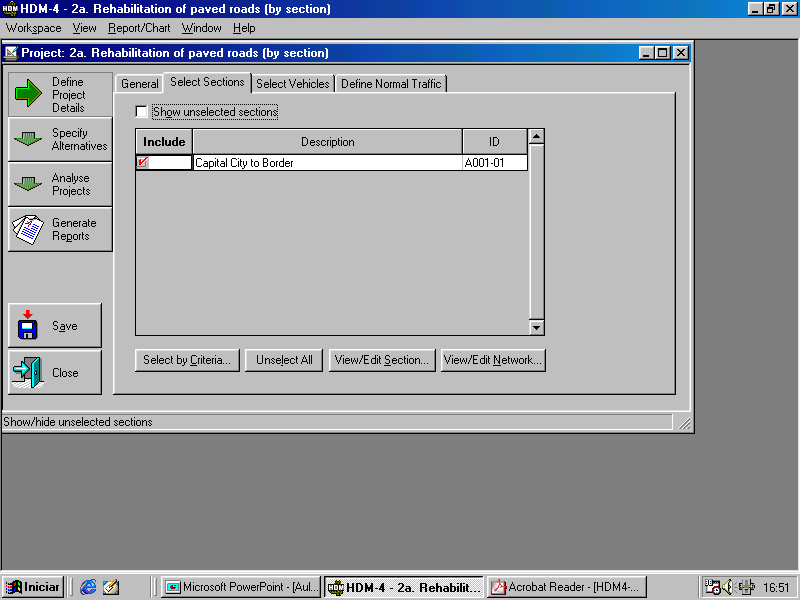 HDM-4 - 2a. Rehabilitation of paved roads (by section)
Workspace View Report/Chart Window Help
Project: 2a. Rehabilitation of paved roads (by section)
Define
Project
Details
Specify
Alternatives
Analyse
Projects
Generate
Reports
Save
Close
General Select Sections Select Vehicles Define Normal Traffic
Show unselected sections
Include Description ID
Capital City to Border A001-01
Select by Criteria... Unselect All View/Edit Section... View/Edit Network...
Show/hide unselected sections
Iniciar Microsoft PowerPoint - [Aul... HDM-4 - 2a. Rehabilit... Acrobat Reader - [HDM4-... 16:51